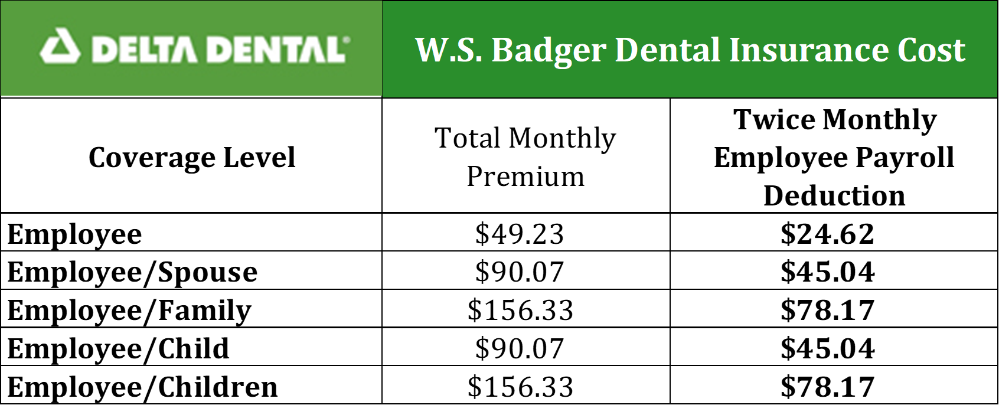 DELTA DENTAL®
W.S. Badger Dental Insurance Cost
Coverage Level
Total Monthly
Premium
Twice Monthly
Employee Payroll
Deduction
Employee $49.23 $24.62
Employee/Spouse $90.07 $45.04
Employee/Family $156.33 $78.17
Employee/Child $90.07 $45.04
Employee/Children $156.33 $78.17